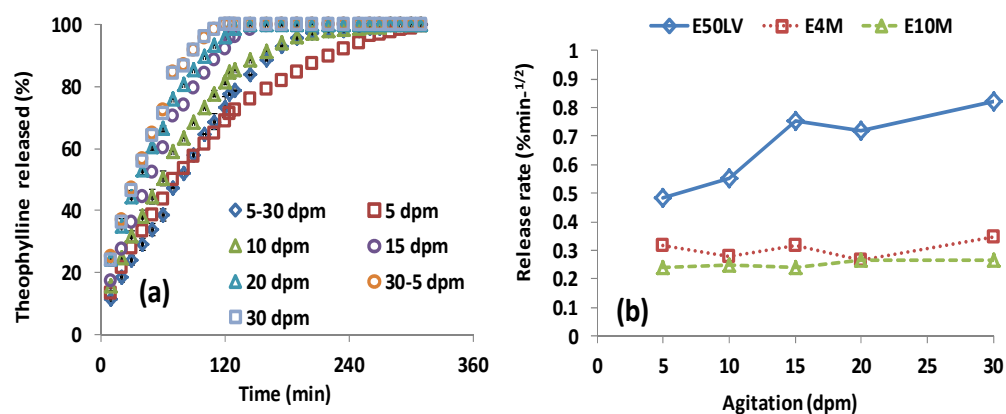 Theophylline released (%)
100
80
60
40
20
0
0 120 240 360
Time (min)
(a)
5-30 dpm 5 dpm
10 dpm 15 dpm
20 dpm 30-5 dpm
30 dpm
E50LV E4M E10M
Release rate (%min-1/2)
1
0.9
0.8
0.7
0.6
0.5
0.4
0.3
0.2
0.1
0
0 5 10 15 20 25 30
Agitation (dpm)
(b)